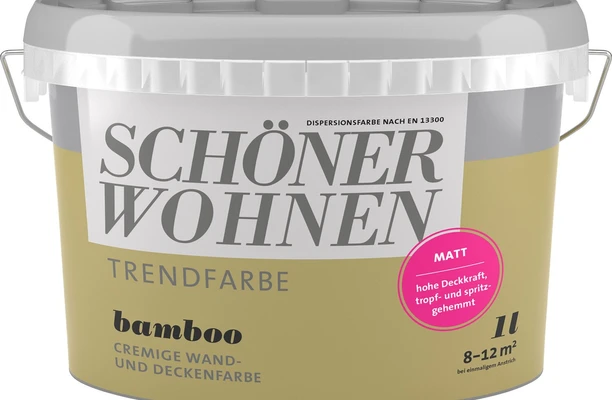 DISPERSIONSFARBE NACH EN 13300
SCHÖNER
WOHNEN
TRENDFARBE
bamboo
CREMIGE WAND-
UND DECKENFARBE
MATT
hohe Deckkraft,
tropf- und spritz-
gehemmt
1l
8–12 m²
bei einmaligem Anstrich